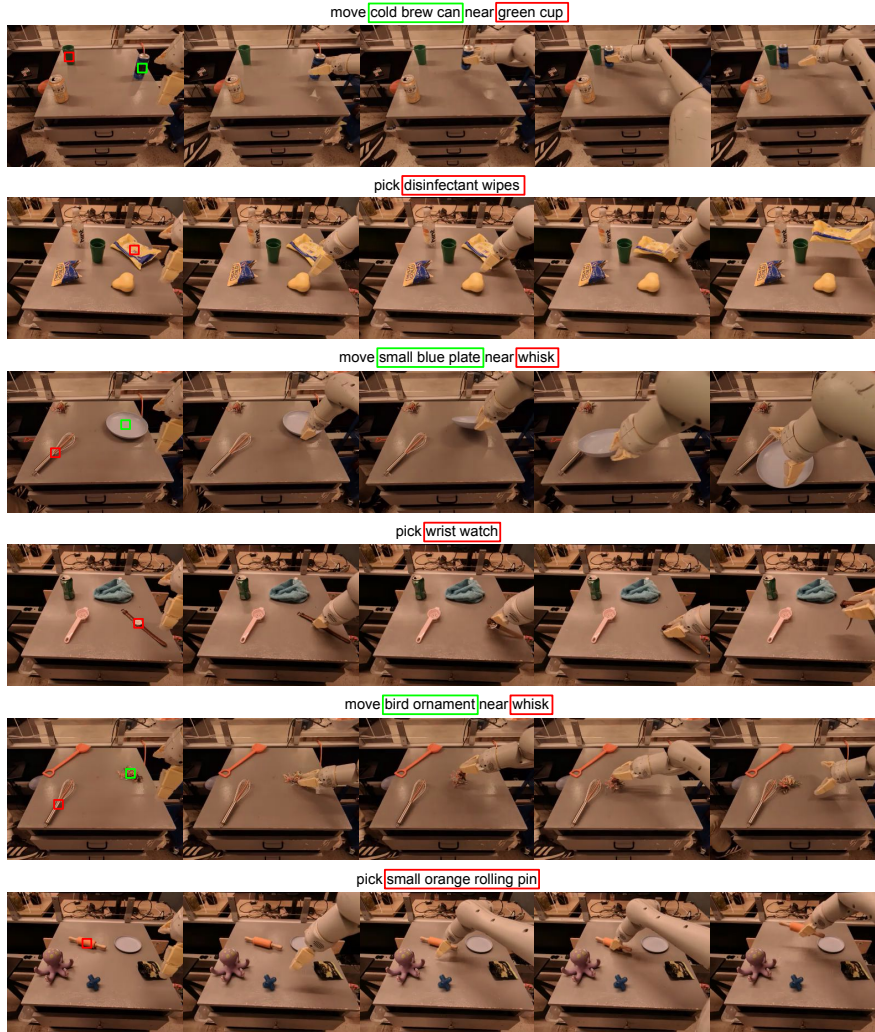 move cold brew can near green cup
pick disinfectant wipes
move small blue plate near whisk
pick wrist watch
move bird ornament near whisk
pick small orange rolling pin